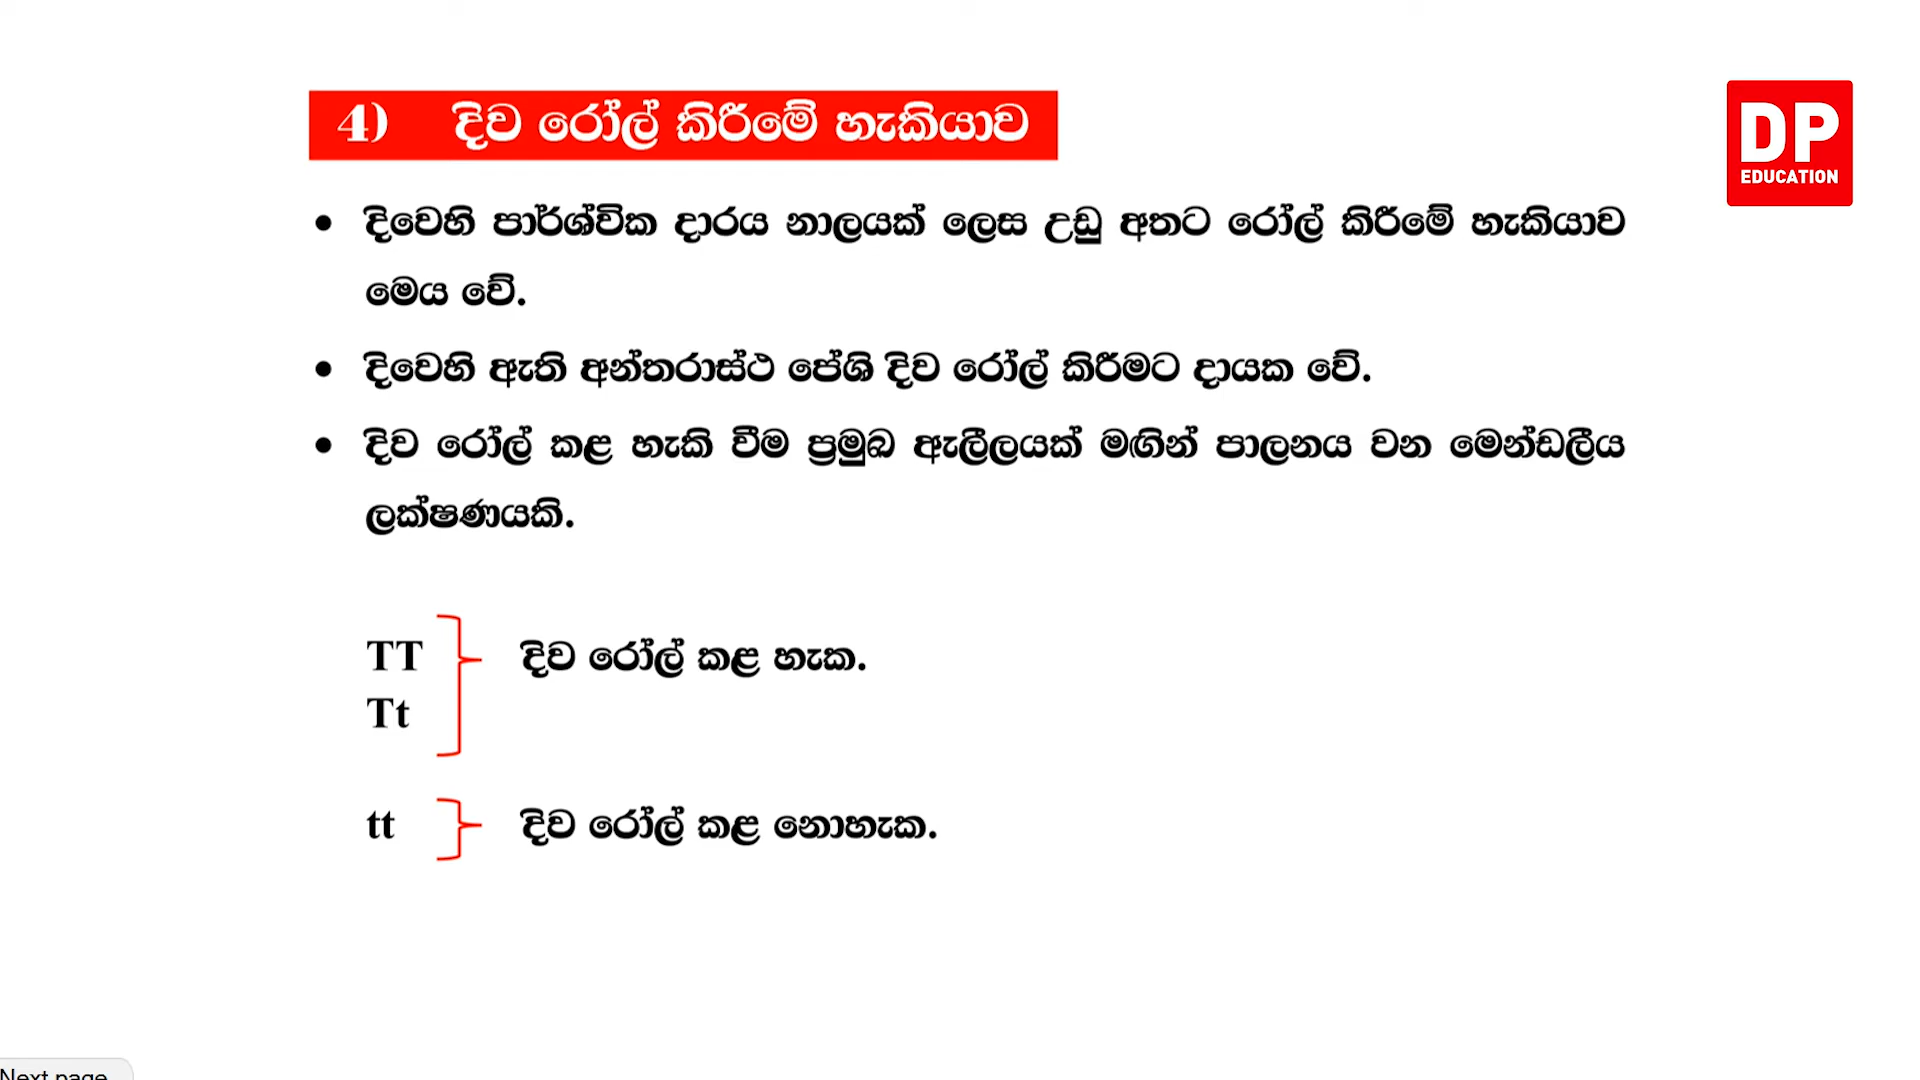 4) දිව රෝල් කිරීමේ හැකියාව
DP
EDUCATION
• දිවෙහි පාර්ශ්වික දාරය නාලයක් ලෙස උඩු අතට රෝල් කිරීමේ හැකියාව
මෙය වේ.
• දිවෙහි ඇති අන්තරාස්ථ පේශි දිව රෝල් කිරීමට දායක වේ.
• දිව රෝල් කළ හැකි වීම ප්‍රමුඛ ඇලීලයක් මඟින් පාලනය වන මෙන්ඩලීය
ලක්ෂණයකි.
TT දිව රෝල් කළ හැක.
Tt
tt දිව රෝල් කළ නොහැක.
Next page